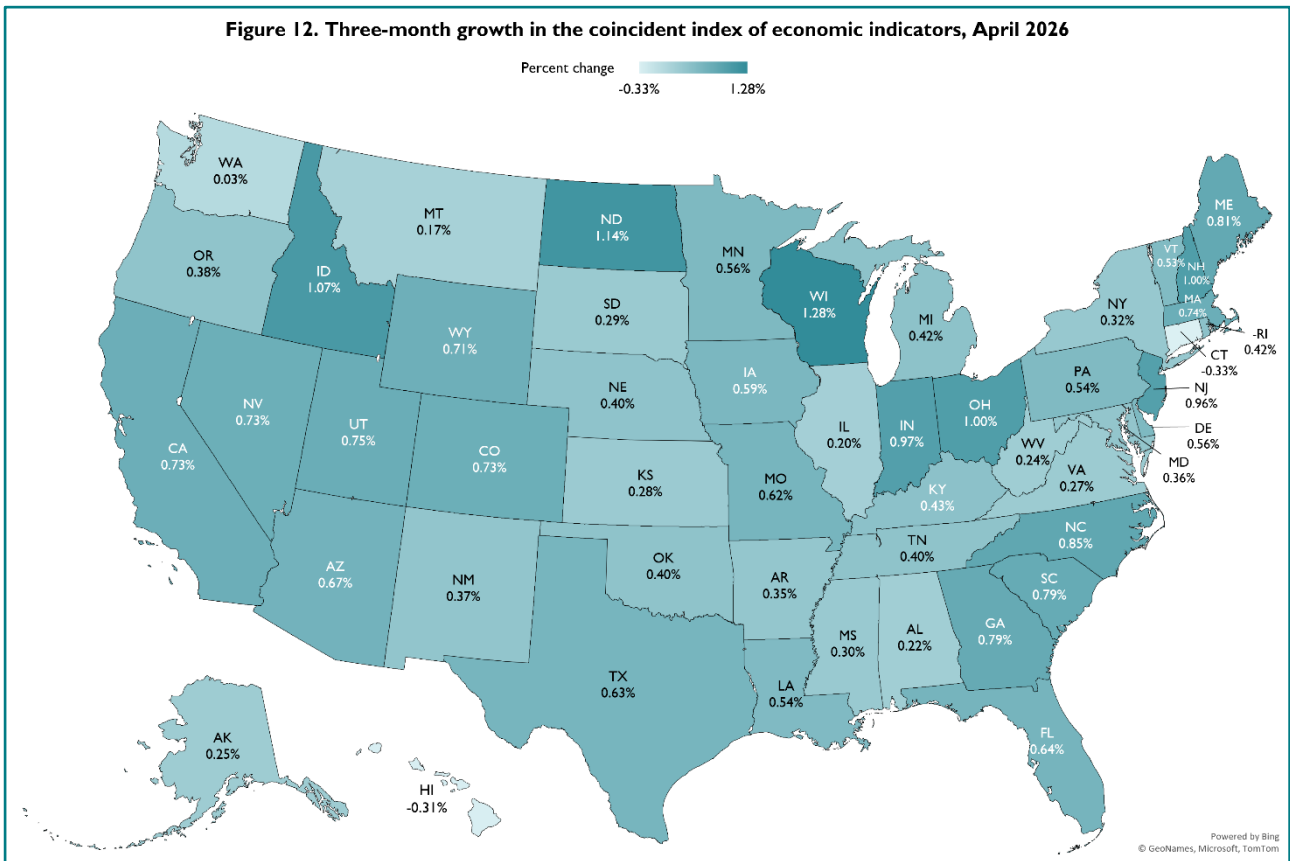 Figure 12. Three-month growth in the coincident index of economic indicators, April 2026
Percent change
-0.33%
1.28%
WA
0.03%
OR
0.38%
ID
1.07%
MT
0.17%
ND
1.14%
MN
0.56%
WI
1.28%
MI
0.42%
ME
0.81%
VT
0.53%
NH
1.00%
MA
0.74%
NY
0.32%
-RI
0.42%
CT
-0.33%
NJ
0.96%
DE
0.56%
MD
0.36%
PA
0.54%
SD
0.29%
WY
0.71%
NE
0.40%
IA
0.59%
IL
0.20%
IN
0.97%
OH
1.00%
WV
0.24%
VA
0.27%
KY
0.43%
CA
0.73%
NV
0.73%
UT
0.75%
CO
0.73%
KS
0.28%
MO
0.62%
TN
0.40%
NC
0.85%
SC
0.79%
AZ
0.67%
NM
0.37%
OK
0.40%
AR
0.35%
MS
0.30%
AL
0.22%
GA
0.79%
TX
0.63%
LA
0.54%
FL
0.64%
AK
0.25%
HI
-0.31%
Powered by Bing
© GeoNames, Microsoft, TomTom